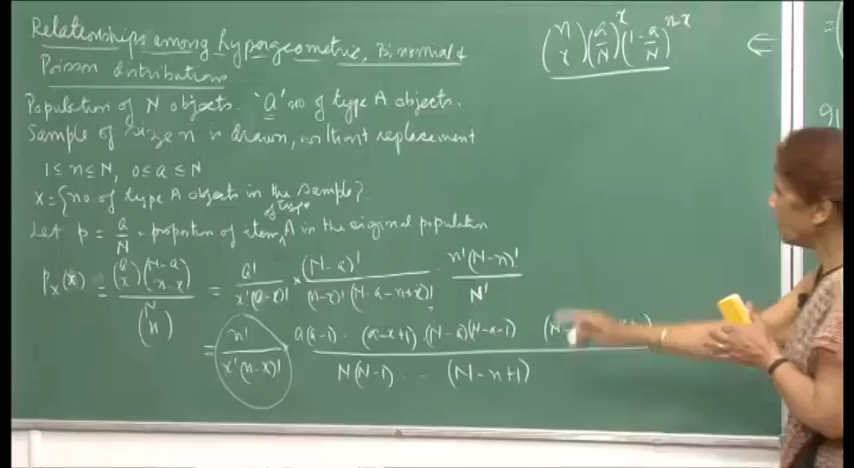 Relationships among hypergeometric, Binomial &
Poisson distributions
Population of N objects. 'a' no of type A objects.
Sample of size n is drawn, without replacement
1 ≤ n ≤ N, 0 ≤ a ≤ N
X = {no. of type A objects in the sample}
of type
Let p = a/N = proportion of items A in the original population
P_X(x) = (a x)(N-a n-x) / (N n) = a!/(x!(a-x)!) × (N-a)!/((n-x)!(N-a-n+x)!) · n!(N-n)!/N!
= n!/(x!(n-x)!) · a(a-1) · (a-x+1) · (N-a)(N-a-1) / N(N-1) ... (N-n+1)
(n x)(a/N)^x(1-a/N)^n-x ⇐